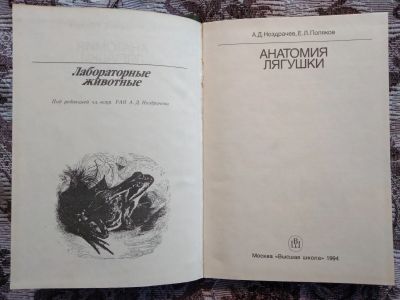 Лабораторные
животные
Под редакцией чл.-корр. РАН А. Д. Ноздрачева
А.Д.Ноздрачев, Е.Л.Поляков
АНАТОМИЯ
ЛЯГУШКИ
Москва «Высшая школа» 1994